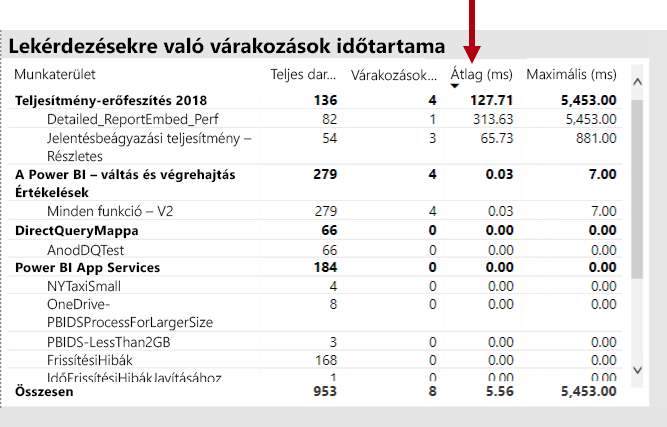 Lekérdezésekre való várakozások időtartama
Munkaterület Teljes dar... Várakozások... Átlag (ms) Maximális (ms)
Teljesítmény-erőfeszítés 2018 136 4 127.71 5,453.00
Detailed_ReportEmbed_Perf 82 1 313.63 5,453.00
Jelentésbeágyazási teljesítmény – 54 3 65.73 881.00
Részletes
A Power BI – váltás és végrehajtás 279 4 0.03 7.00
Értékelések
Minden funkció – V2 279 4 0.03 7.00
DirectQueryMappa 66 0 0.00 0.00
AnodDQTest 66 0 0.00 0.00
Power BI App Services 184 0 0.00 0.00
NYTaxiSmall 4 0 0.00 0.00
OneDrive- 8 0 0.00 0.00
PBIDSProcessForLargerSize
PBIDS-LessThan2GB 3 0 0.00 0.00
FrissítésiHibák 168 0 0.00 0.00
IdőFrissítésiHibákJavításához 1 0 0.00 0.00
Összesen 953 8 5.56 5,453.00